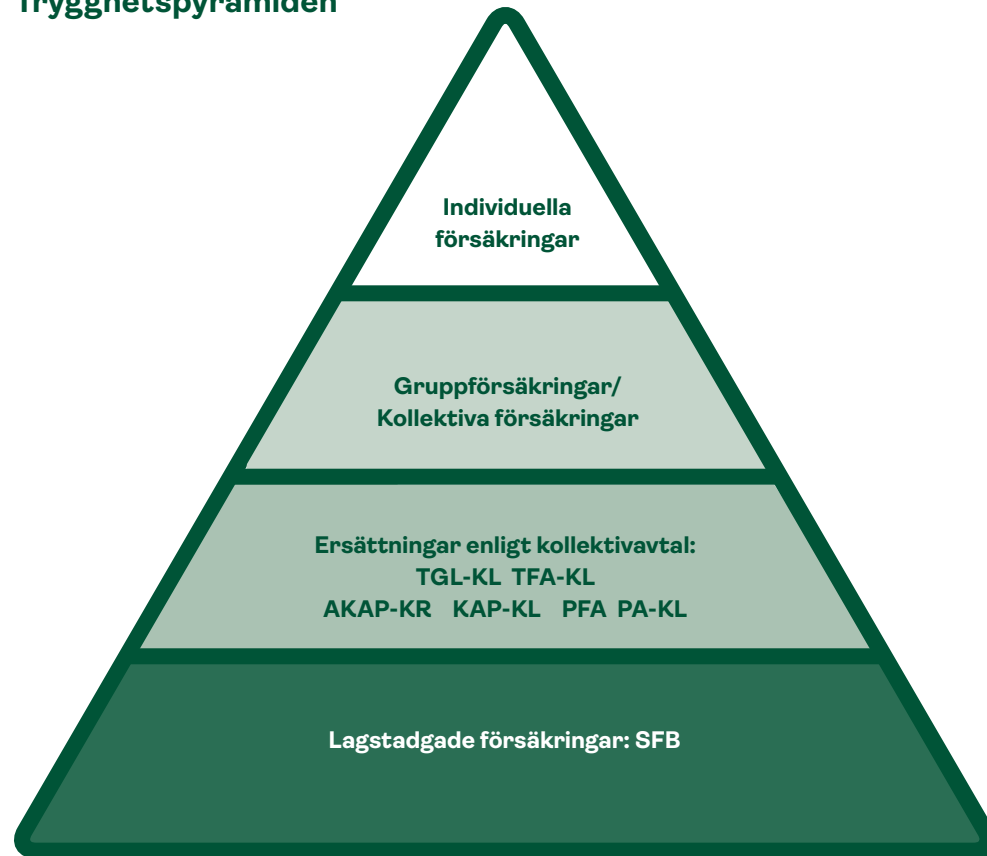 Trygghetspyramiden
Individuella
försäkringar
Gruppförsäkringar/
Kollektiva försäkringar
Ersättningar enligt kollektivavtal:
TGL-KL TFA-KL
AKAP-KR KAP-KL PFA PA-KL
Lagstadgade försäkringar: SFB